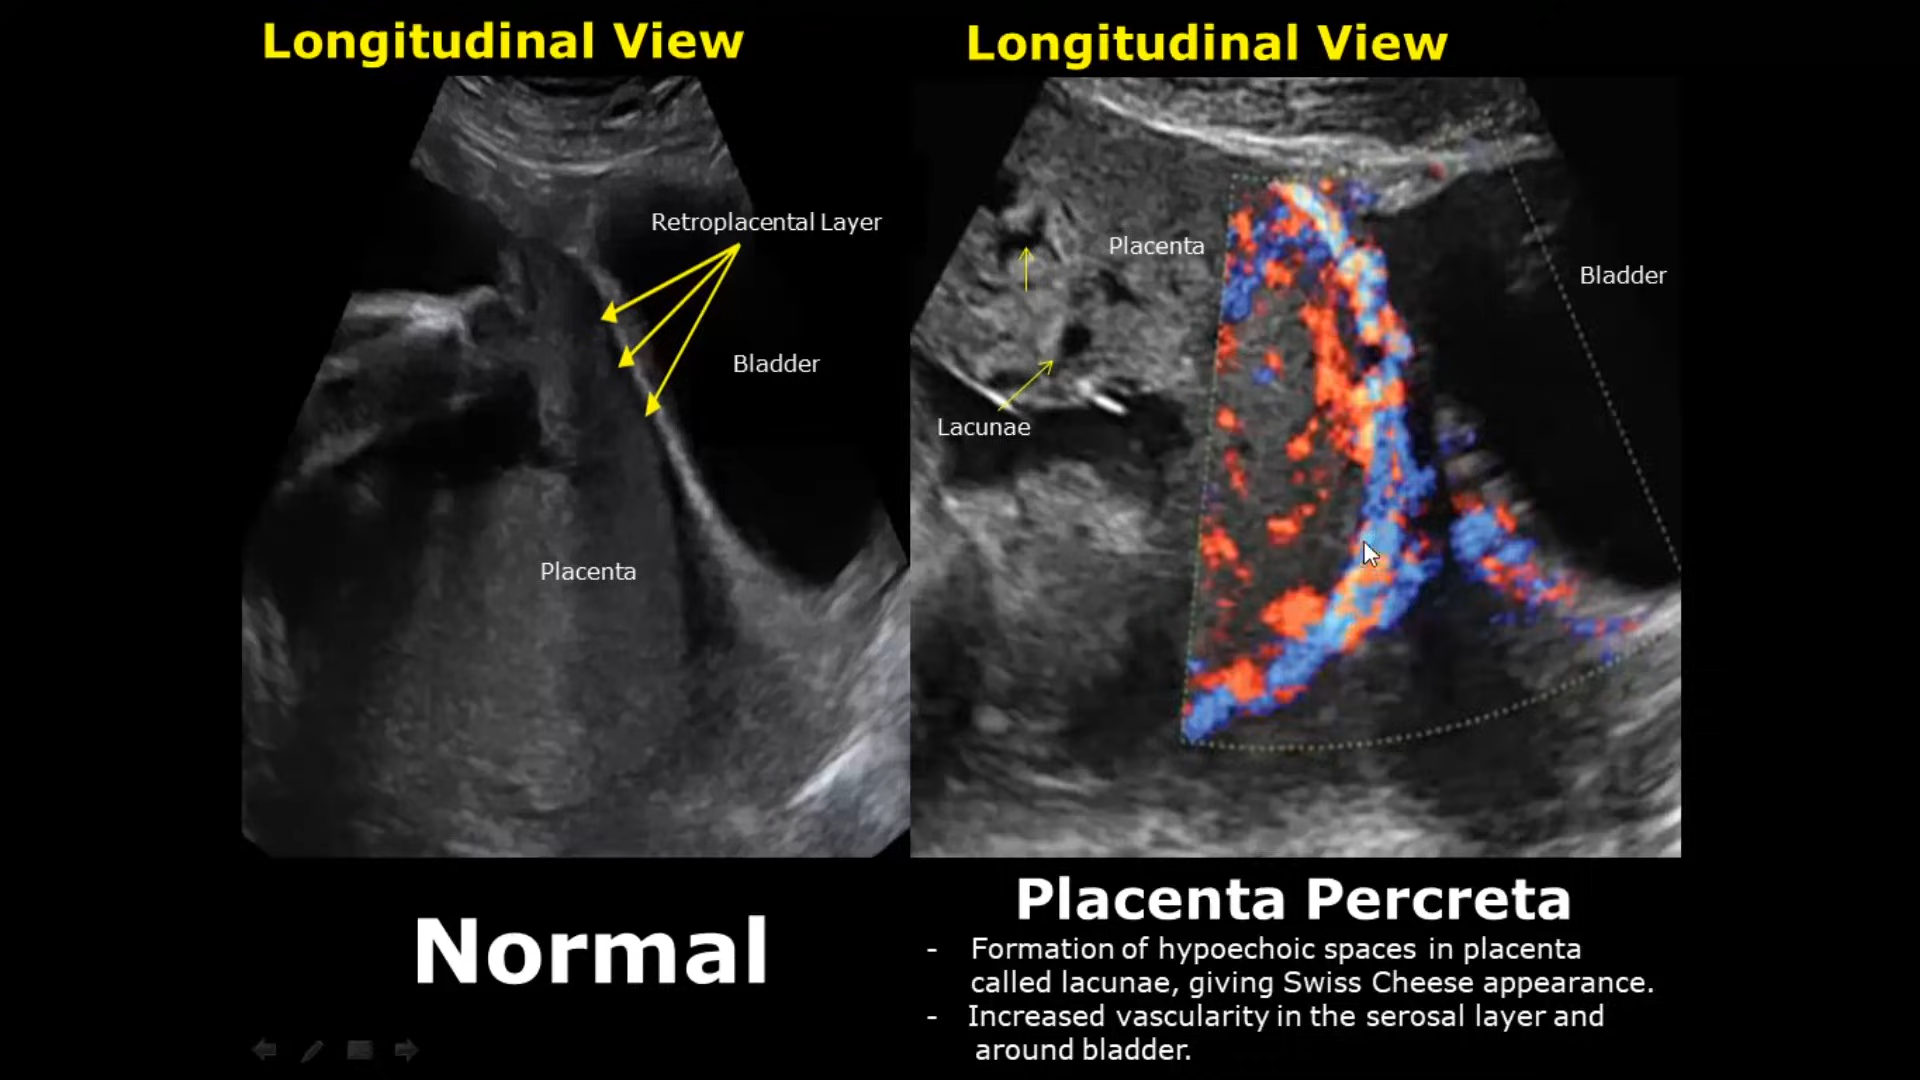 Longitudinal View
Retroplacental Layer
Bladder
Placenta
Normal
Longitudinal View
Placenta
Bladder
Lacunae
Placenta Percreta
- Formation of hypoechoic spaces in placenta
called lacunae, giving Swiss Cheese appearance.
- Increased vascularity in the serosal layer and
around bladder.